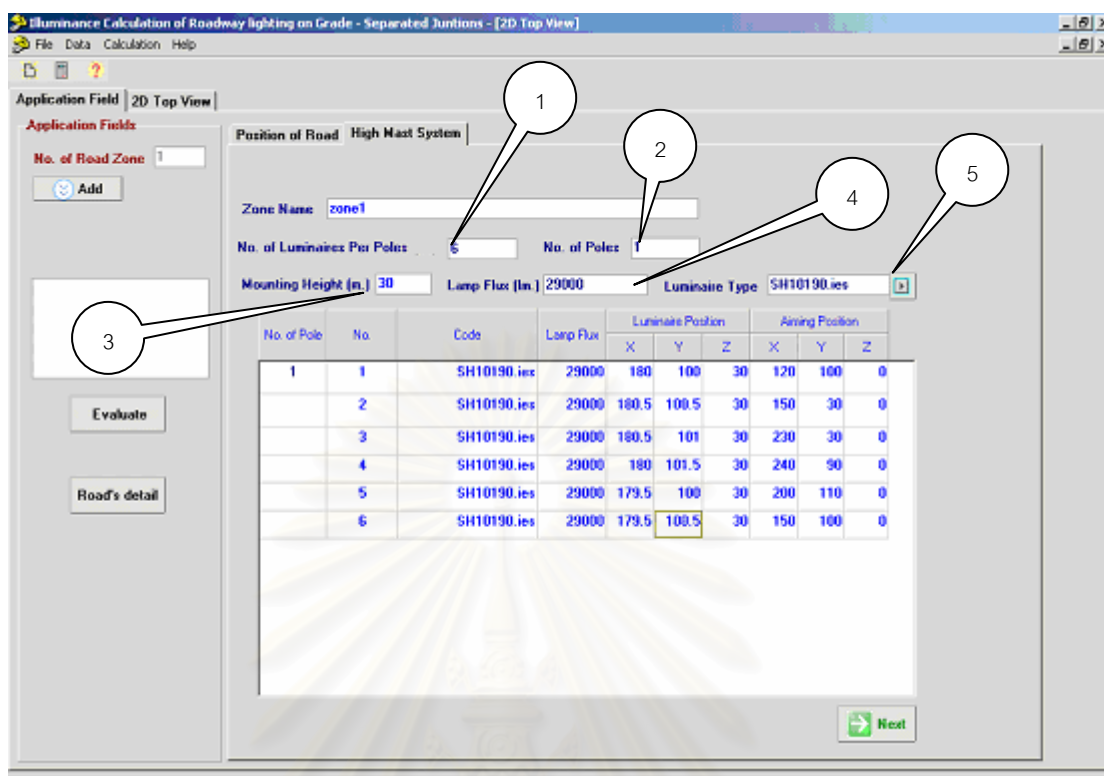 Illuminance Calculation of Roadway lighting on Grade - Separated Juntions - [2D Top View]
File Data Calculation Help
Application Field 2D Top View
Application Fields
No. of Road Zone 1
Add
Evaluate
Road's detail
Position of Road High Mast System
1
2
3
4
5
Zone Name zone1
No. of Luminaires Per Poles 6 No. of Poles 1
Mounting Height (m.) 30 Lamp Flux (lm.) 29000 Luminaire Type SH10190.ies
No. of Pole No. Code Lamp Flux Luminaire Position Aiming Position
X Y Z X Y Z
1 1 SH10190.ies 29000 180 100 30 120 100 0
2 SH10190.ies 29000 180.5 100.5 30 150 30 0
3 SH10190.ies 29000 180.5 101 30 230 30 0
4 SH10190.ies 29000 180 101.5 30 240 90 0
5 SH10190.ies 29000 179.5 100 30 200 110 0
6 SH10190.ies 29000 179.5 100.5 30 150 100 0
Next